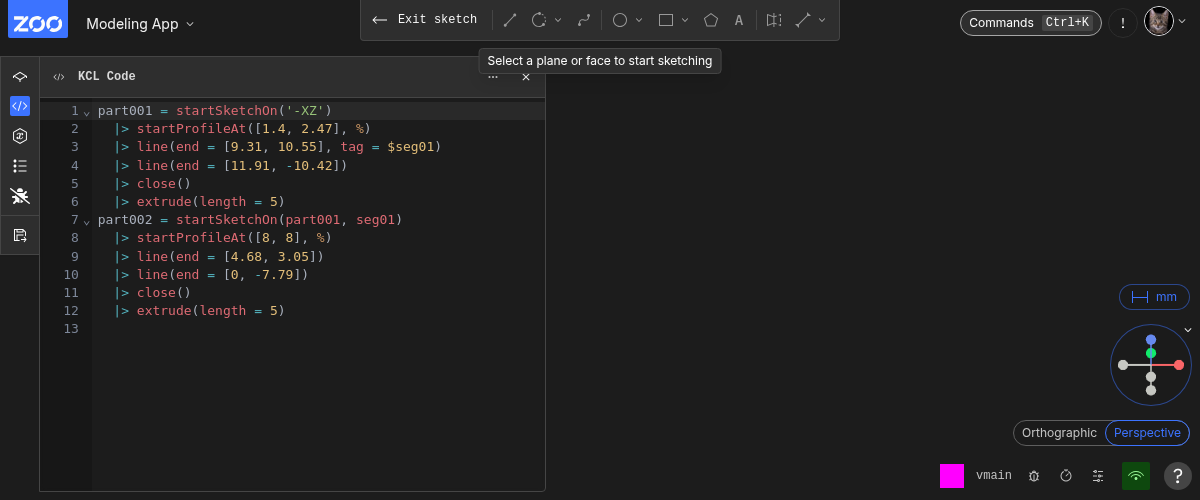 ZOO
Modeling App
Exit sketch
A
Commands Ctrl+K
!
Select a plane or face to start sketching
KCL Code
1 part001 = startSketchOn('-XZ')
2   |> startProfileAt([1.4, 2.47], %)
3   |> line(end = [9.31, 10.55], tag = $seg01)
4   |> line(end = [11.91, -10.42])
5   |> close()
6   |> extrude(length = 5)
7 part002 = startSketchOn(part001, seg01)
8   |> startProfileAt([8, 8], %)
9   |> line(end = [4.68, 3.05])
10   |> line(end = [0, -7.79])
11   |> close()
12   |> extrude(length = 5)
13
mm
Orthographic Perspective
vmain
?